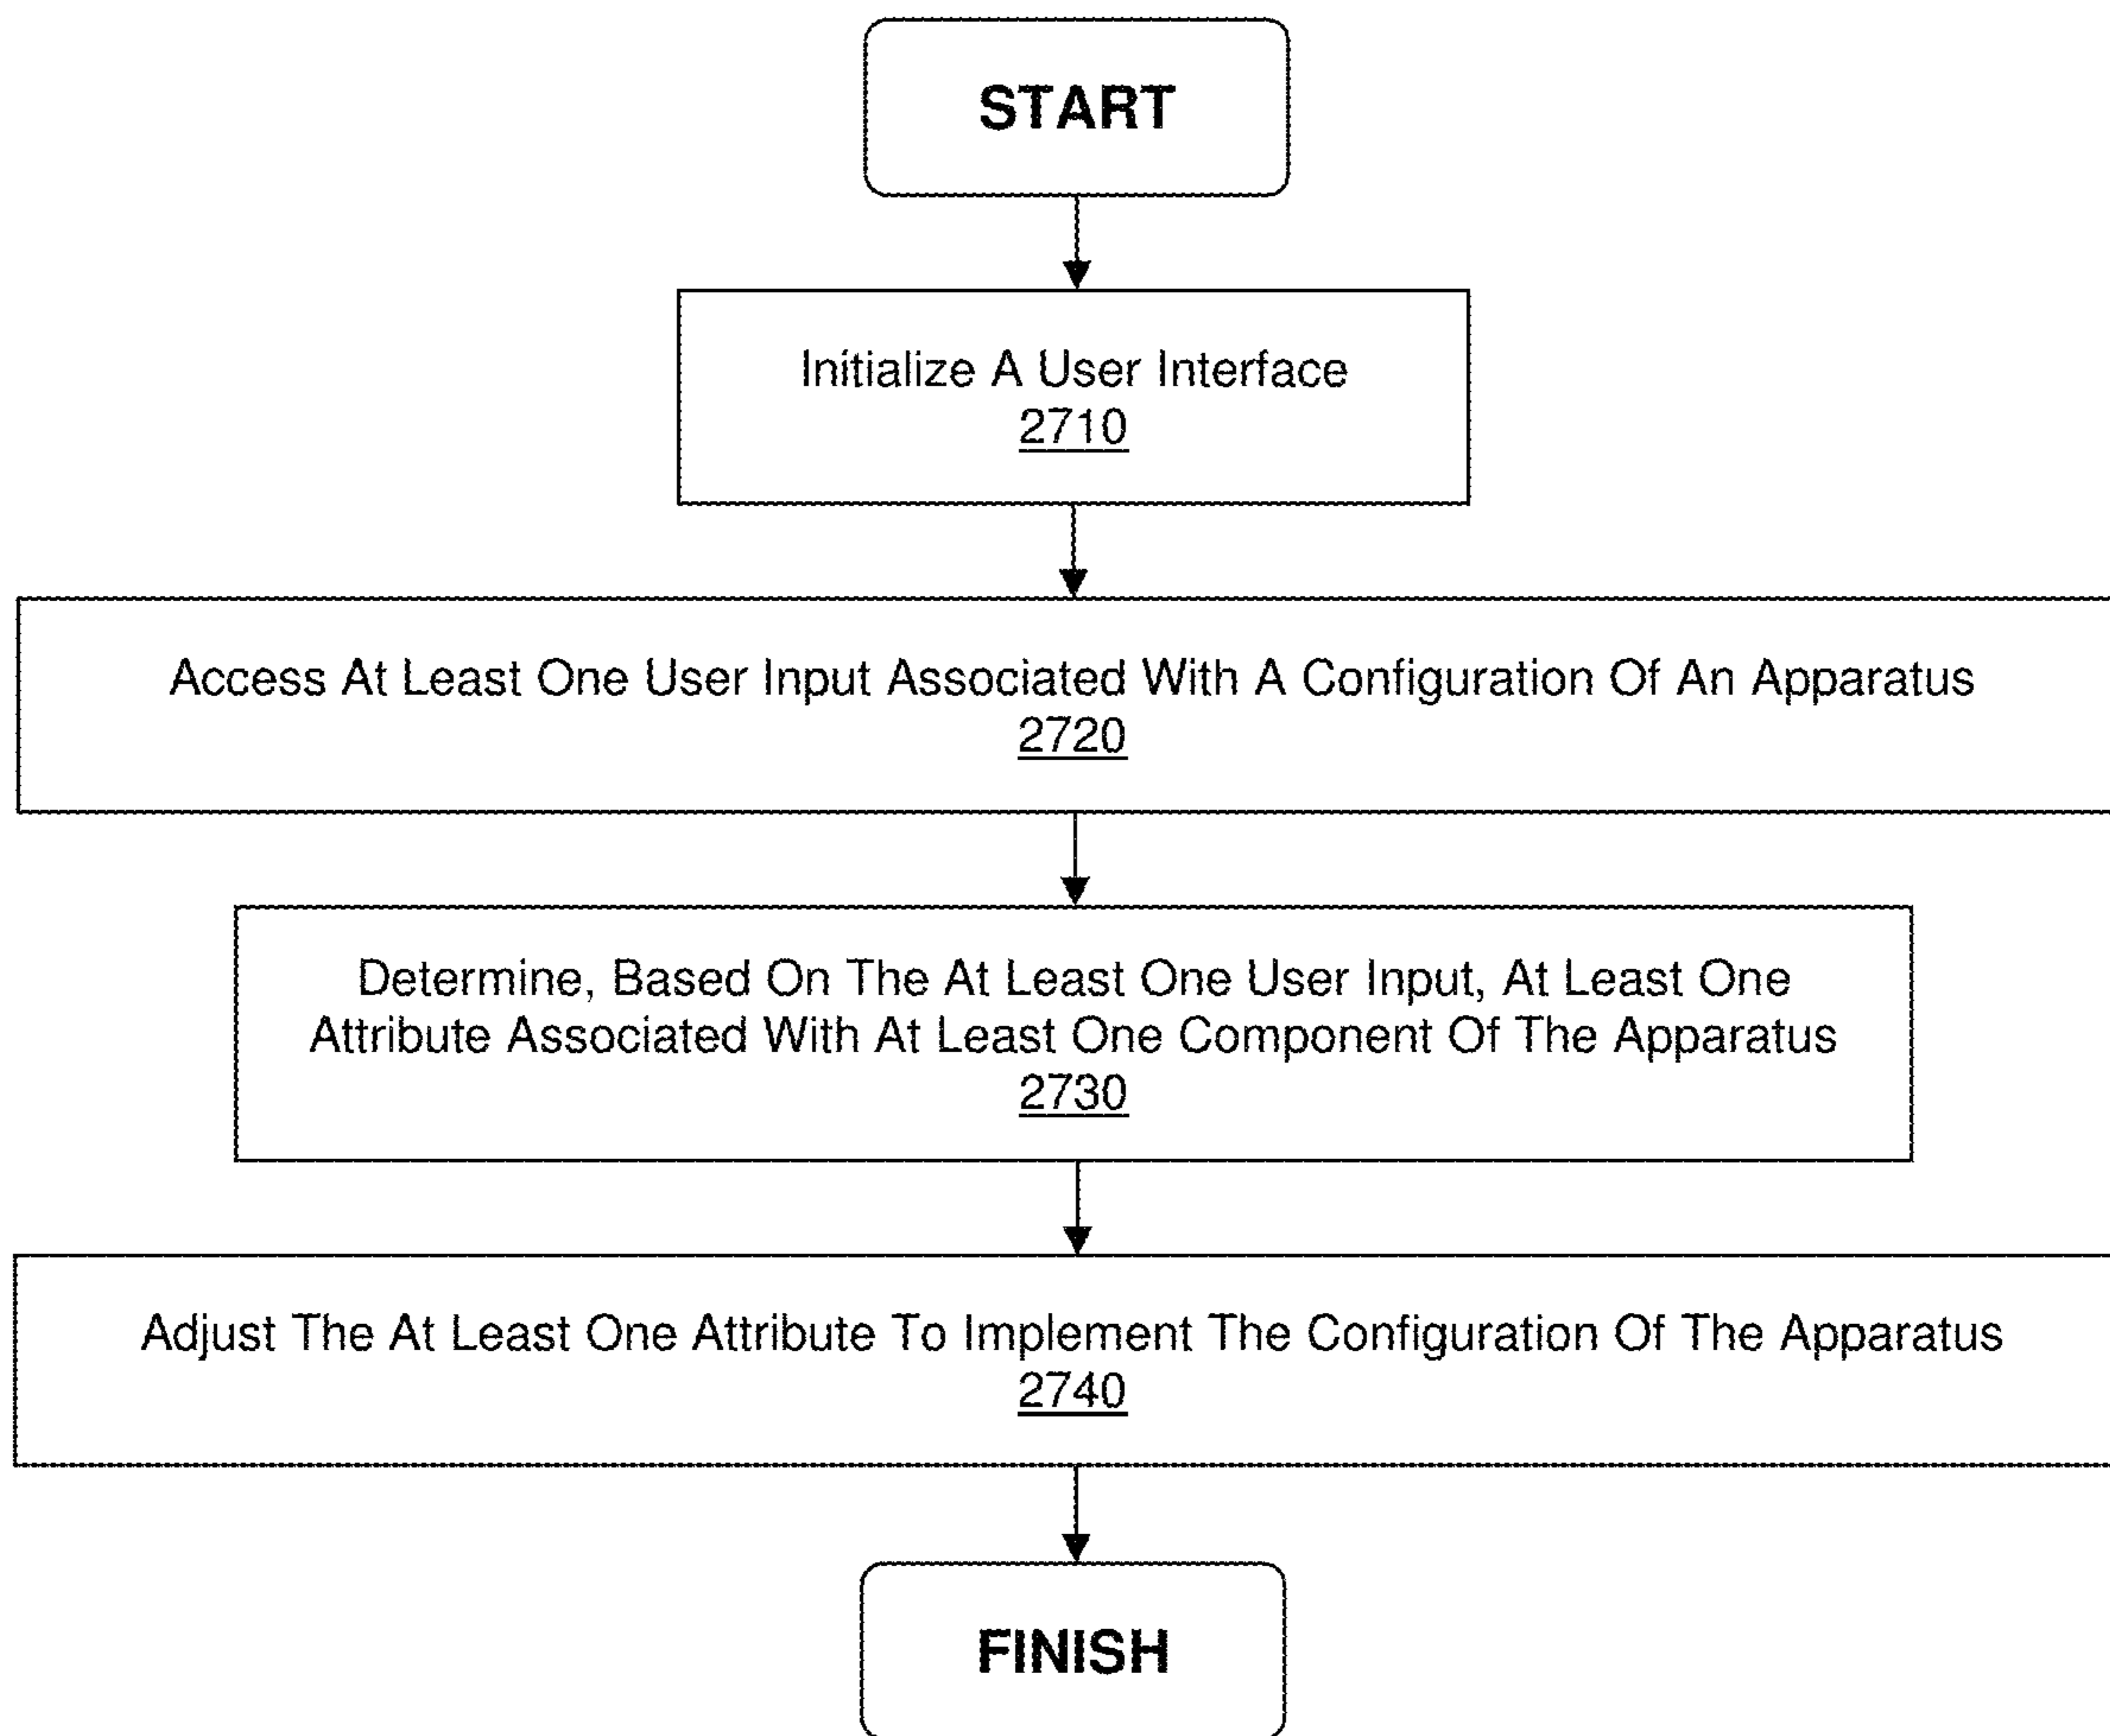 START
Initialize A User Interface
2710
Access At Least One User Input Associated With A Configuration Of An Apparatus
2720
Determine, Based On The At Least One User Input, At Least One
Attribute Associated With At Least One Component Of The Apparatus
2730
Adjust The At Least One Attribute To Implement The Configuration Of The Apparatus
2740
FINISH